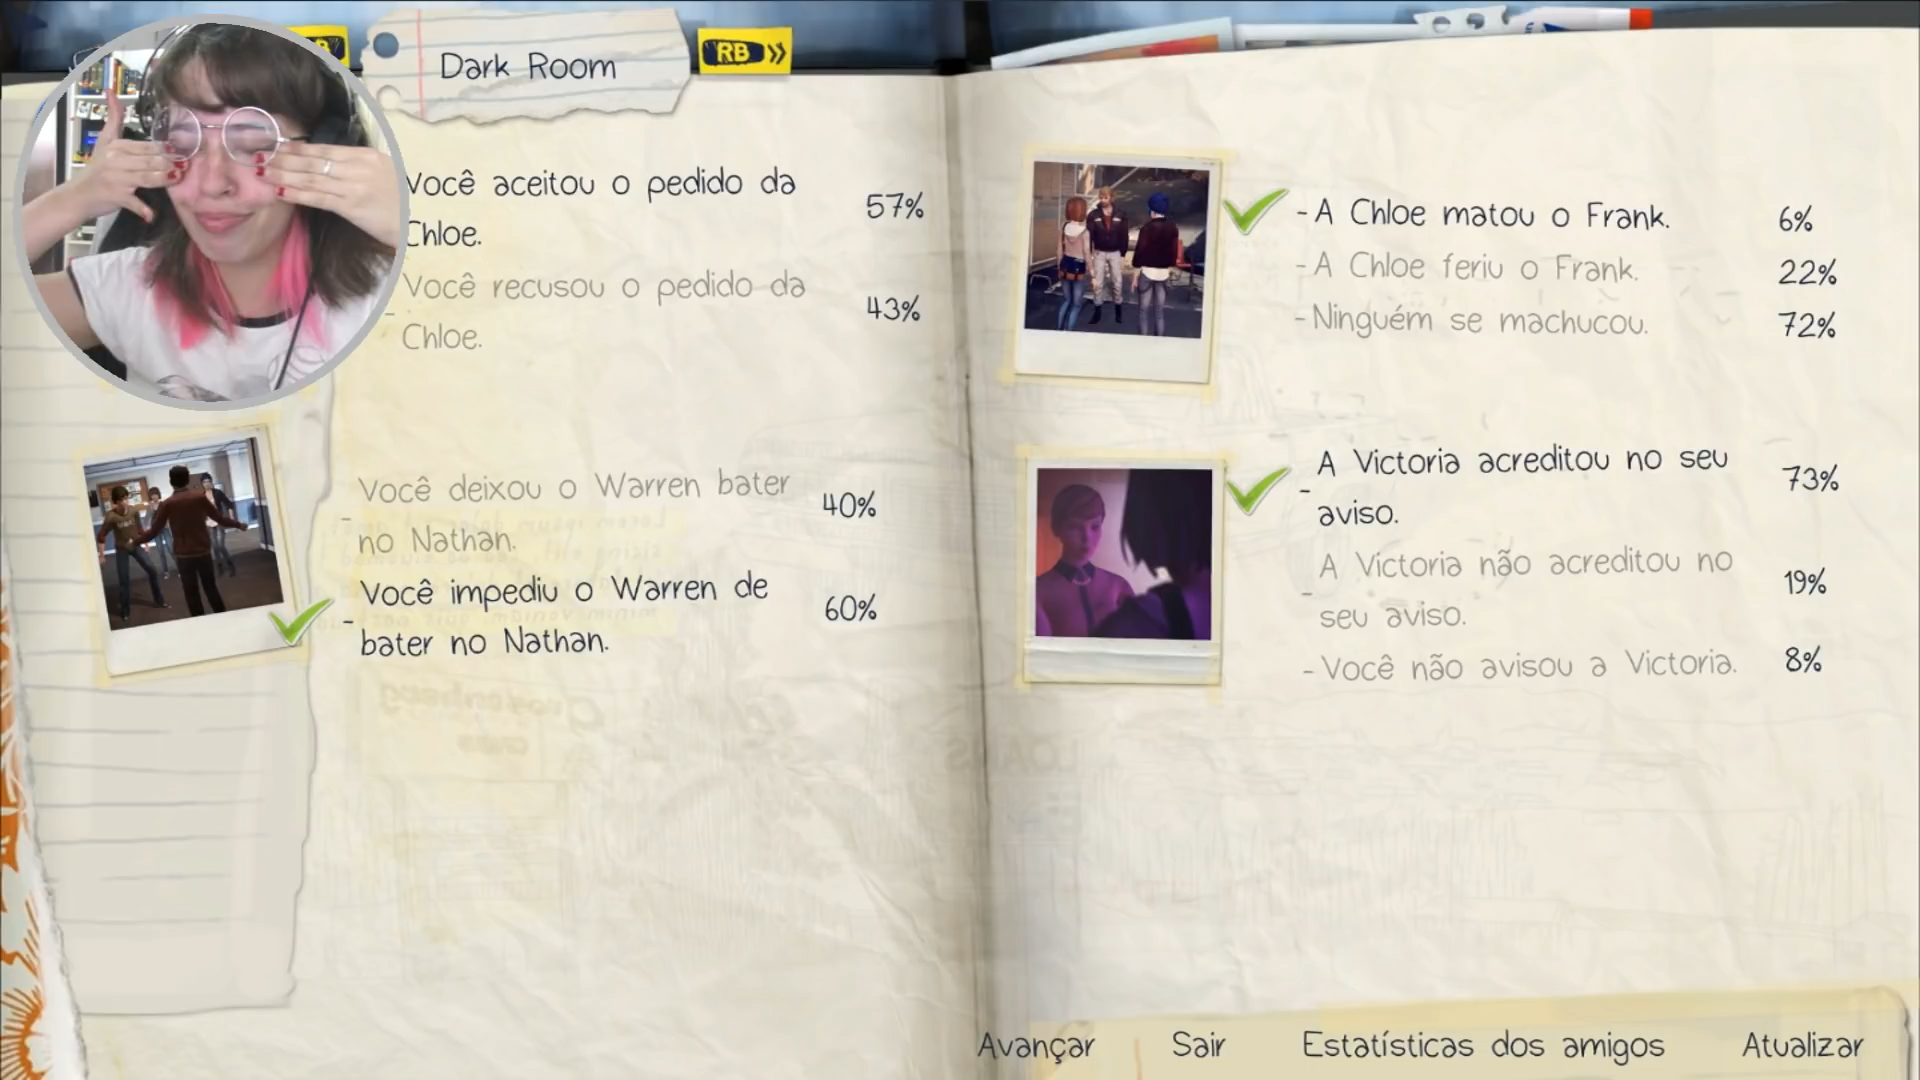 Dark Room
RB
Você aceitou o pedido da
Chloe.
57%
Você recusou o pedido da
- Chloe.
43%
Você deixou o Warren bater
- no Nathan.
40%
Você impediu o Warren de
- bater no Nathan.
60%
- A Chloe matou o Frank.
6%
- A Chloe feriu o Frank.
22%
- Ninguém se machucou.
72%
A Victoria acreditou no seu
- aviso.
73%
A Victoria não acreditou no
- seu aviso.
19%
- Você não avisou a Victoria.
8%
Avançar
Sair
Estatísticas dos amigos
Atualizar